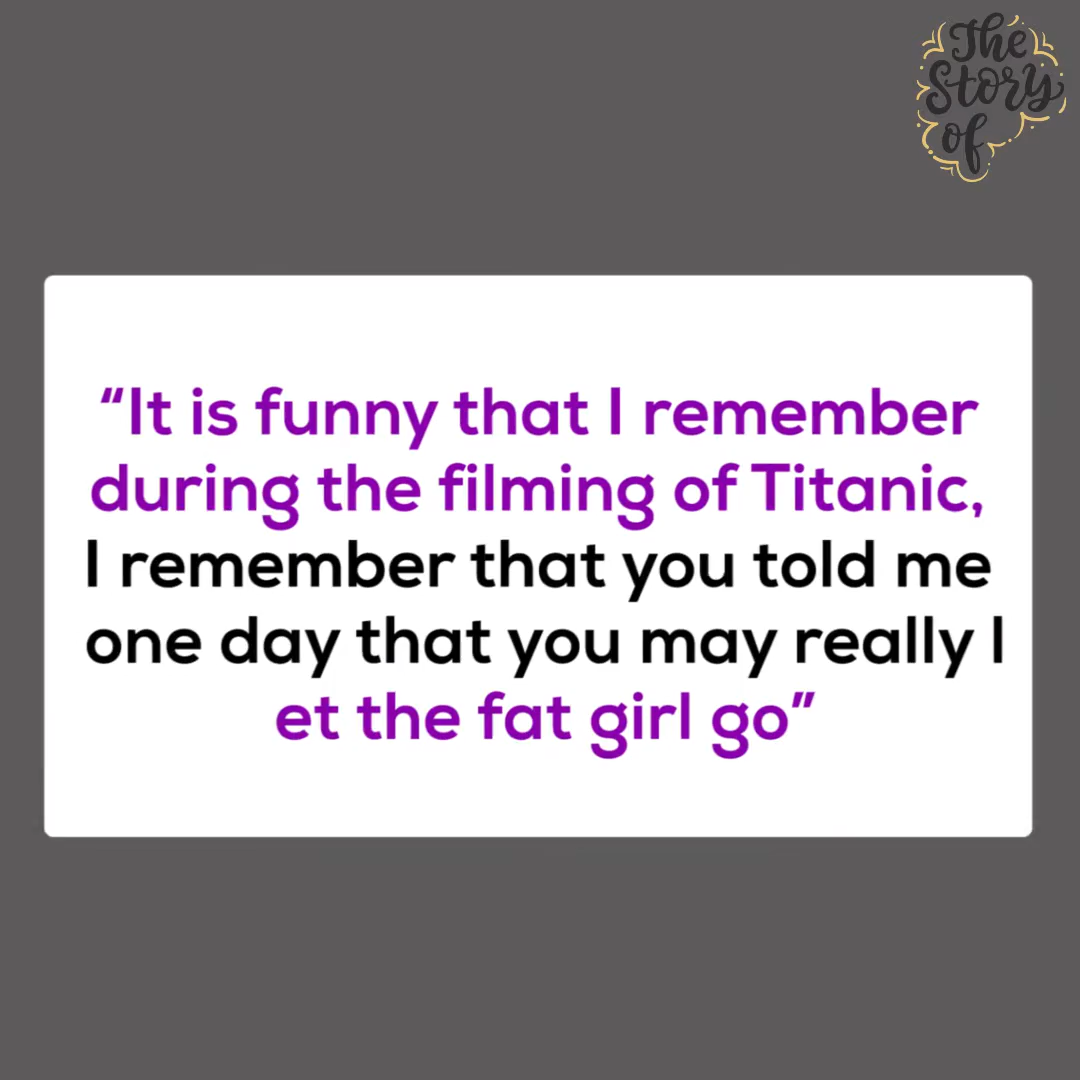 The
Story
of
“It is funny that I remember
during the filming of Titanic,
I remember that you told me
one day that you may really l
et the fat girl go”